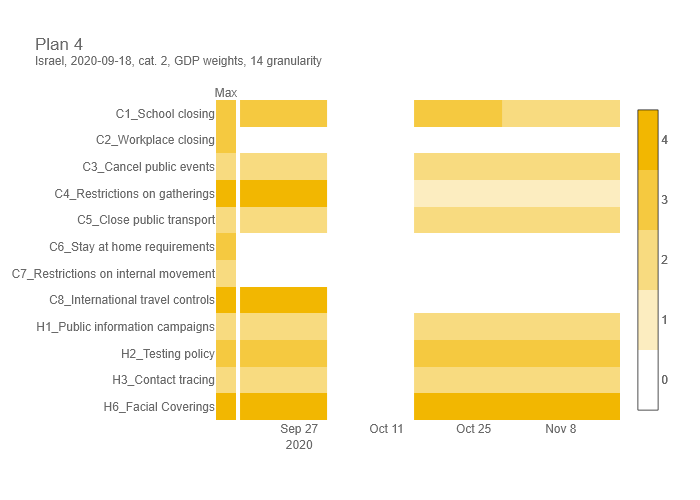 Plan 4
Israel, 2020-09-18, cat. 2, GDP weights, 14 granularity
Max
C1_School closing
C2_Workplace closing
C3_Cancel public events
C4_Restrictions on gatherings
C5_Close public transport
C6_Stay at home requirements
C7_Restrictions on internal movement
C8_International travel controls
H1_Public information campaigns
H2_Testing policy
H3_Contact tracing
H6_Facial Coverings
4
3
2
1
0
Sep 27
2020
Oct 11
Oct 25
Nov 8